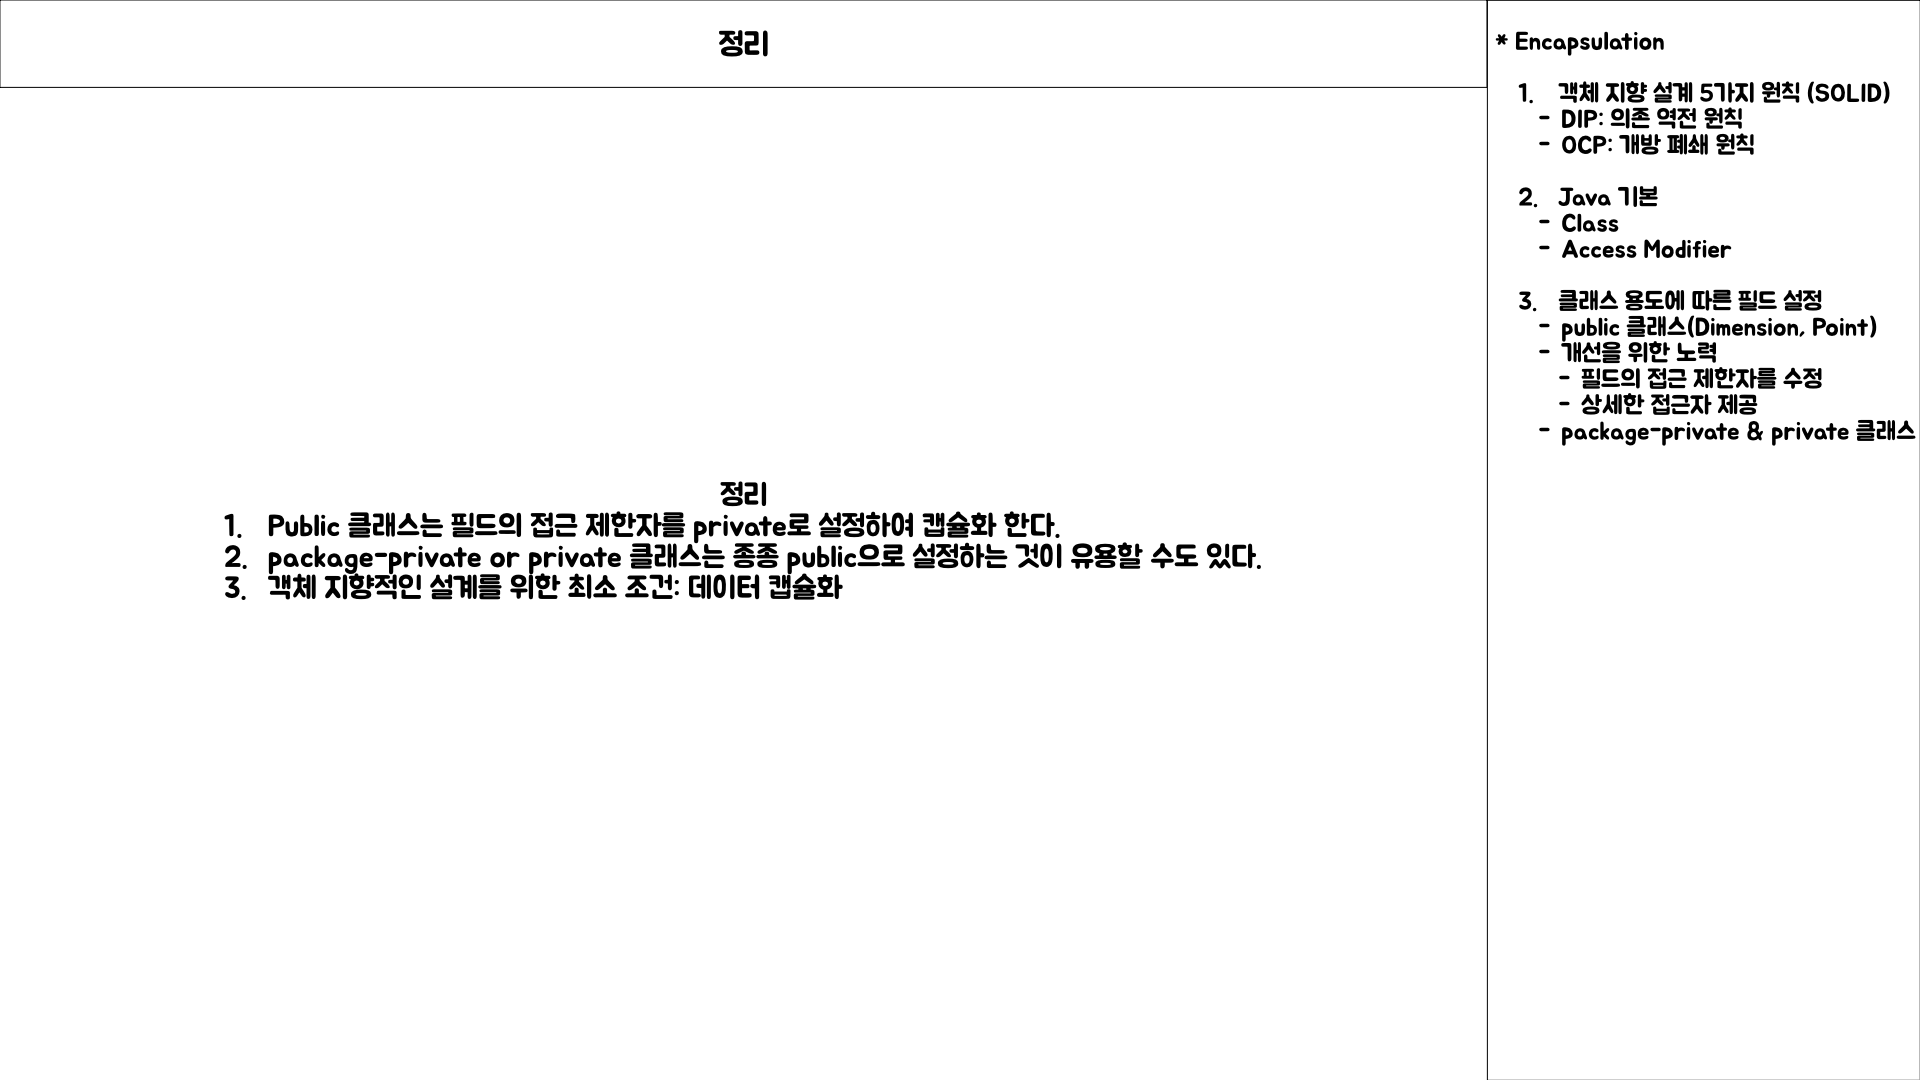 정리
정리
1. Public 클래스는 필드의 접근 제한자를 private로 설정하여 캡슐화 한다.
2. package-private or private 클래스는 종종 public으로 설정하는 것이 유용할 수도 있다.
3. 객체 지향적인 설계를 위한 최소 조건: 데이터 캡슐화
* Encapsulation
1. 객체 지향 설계 5가지 원칙 (SOLID)
- DIP: 의존 역전 원칙
- OCP: 개방 폐쇄 원칙
2. Java 기본
- Class
- Access Modifier
3. 클래스 용도에 따른 필드 설정
- public 클래스(Dimension, Point)
- 개선을 위한 노력
- 필드의 접근 제한자를 수정
- 상세한 접근자 제공
- package-private & private 클래스